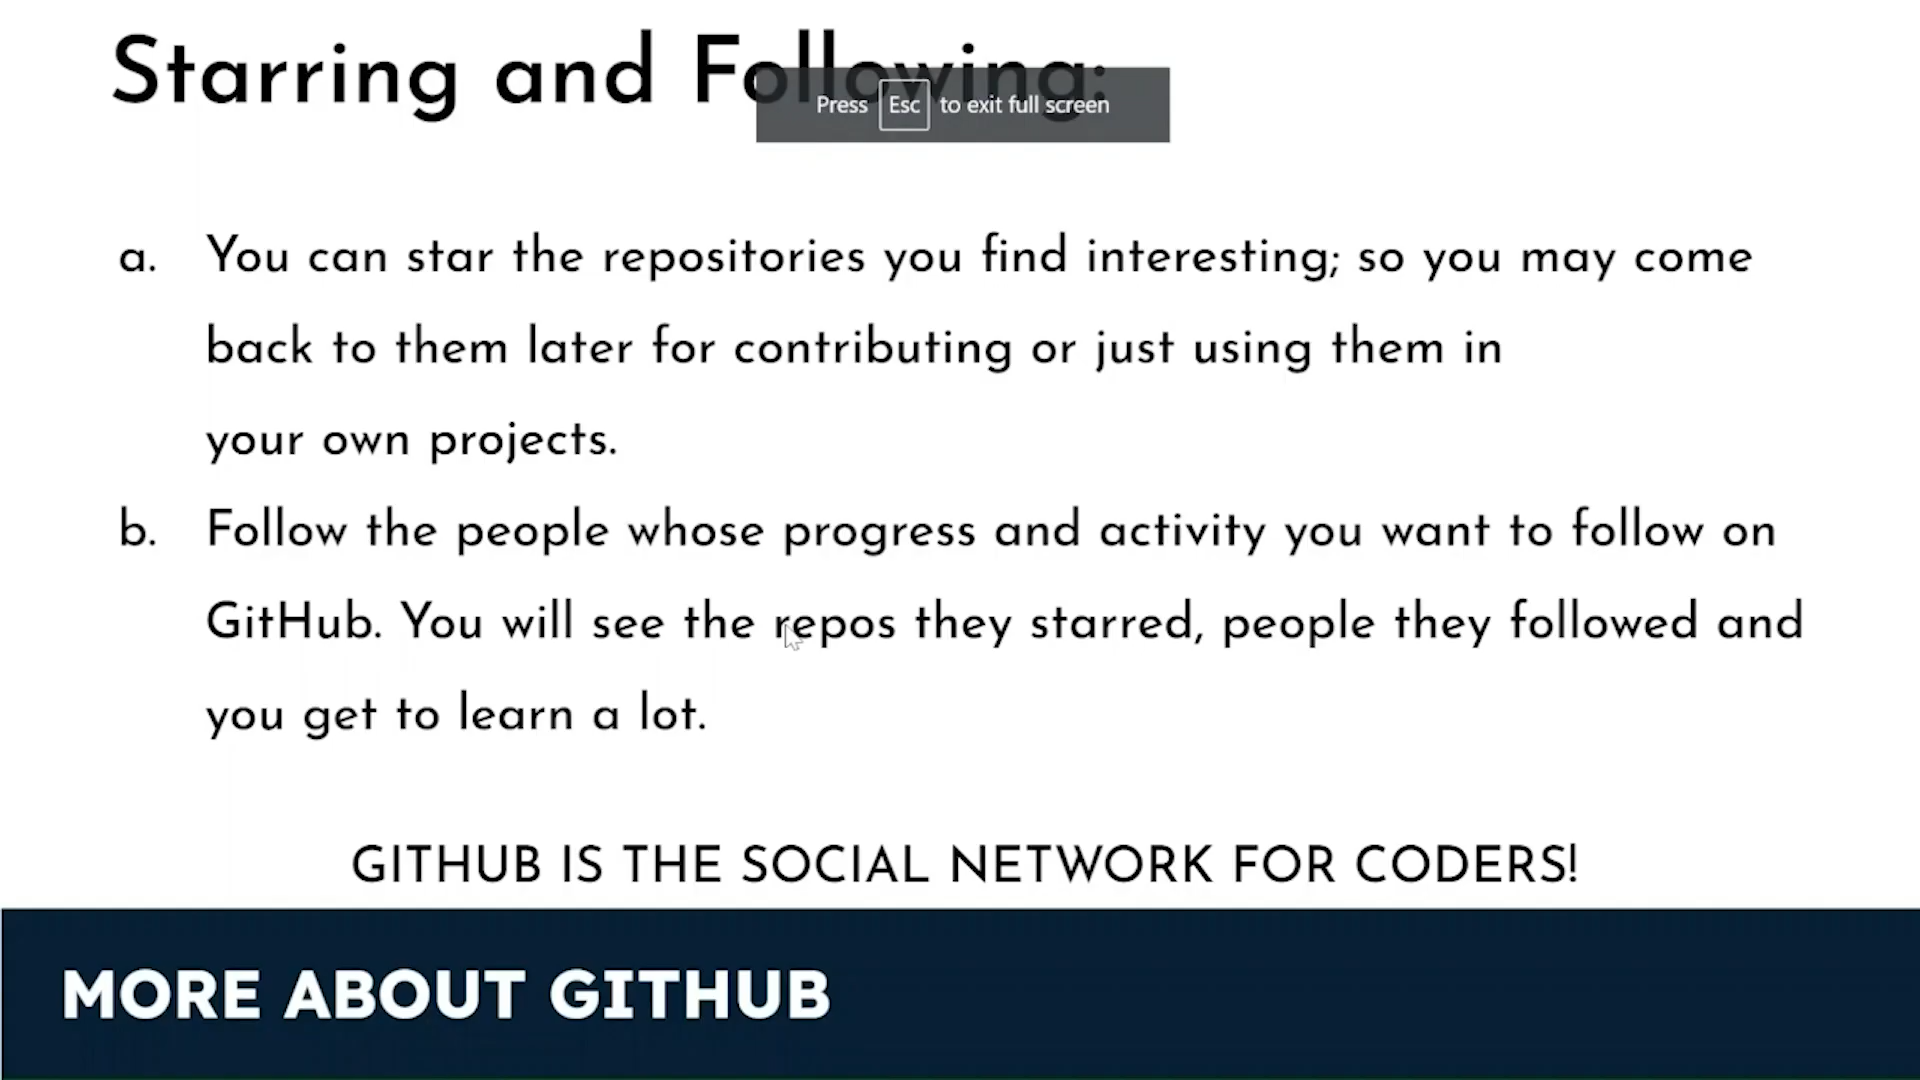 Starring and Following:
Press Esc to exit full screen
a. You can star the repositories you find interesting; so you may come
back to them later for contributing or just using them in
your own projects.
b. Follow the people whose progress and activity you want to follow on
GitHub. You will see the repos they starred, people they followed and
you get to learn a lot.
GITHUB IS THE SOCIAL NETWORK FOR CODERS!
MORE ABOUT GITHUB